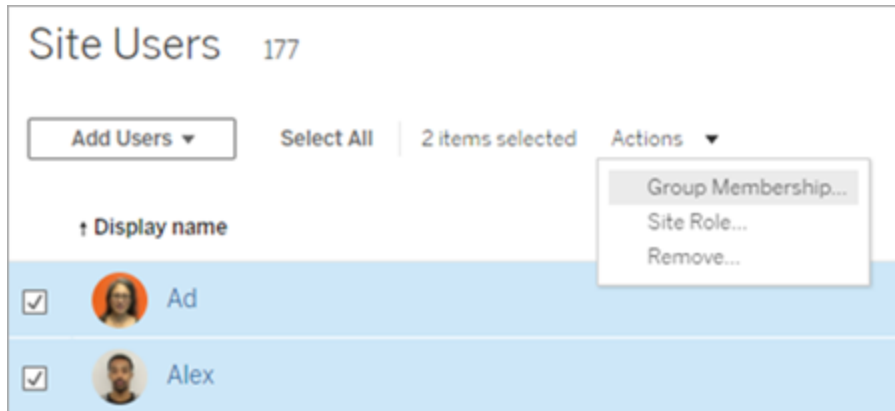 Site Users 177
Add Users Select All 2 items selected Actions
Group Membership...
Site Role...
Remove...
↑ Display name
Ad
Alex